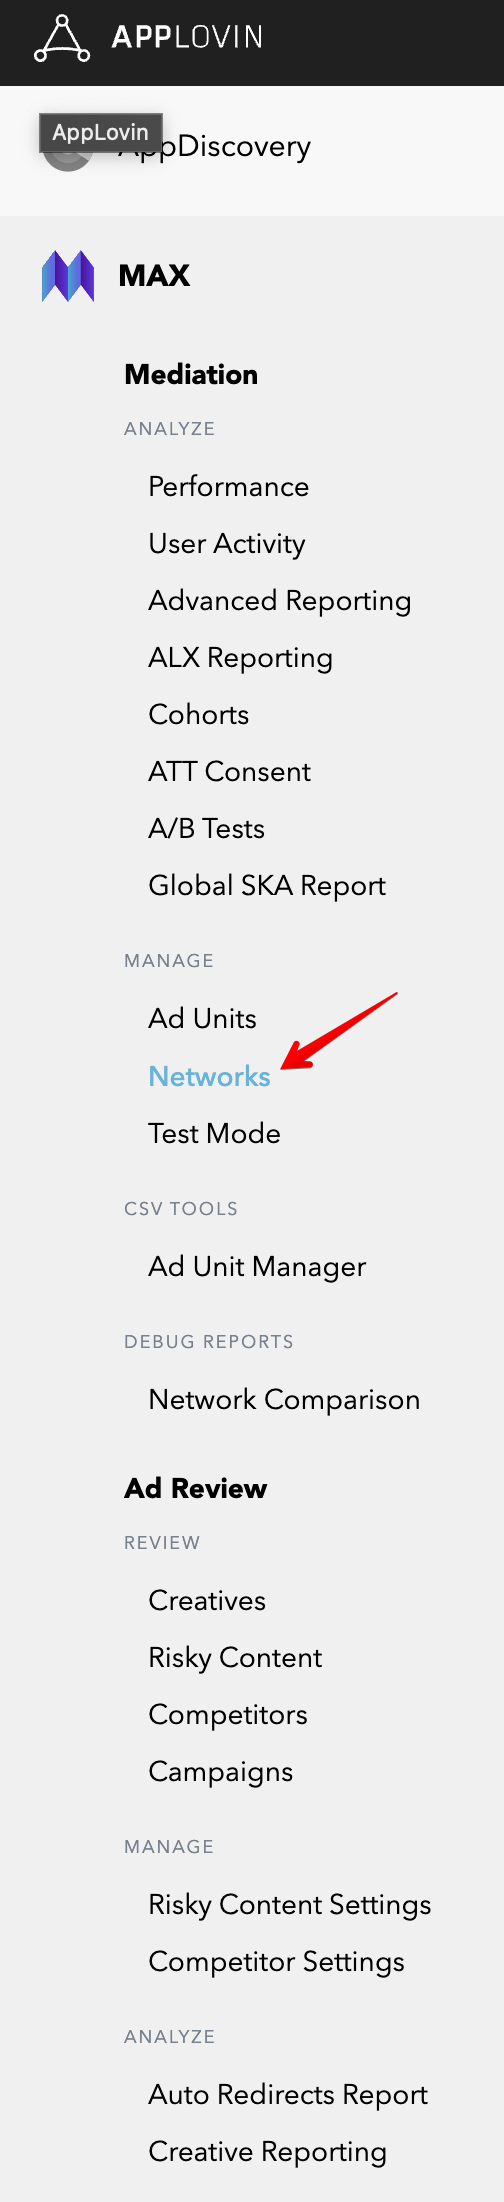 APPLOVIN
AppLovin
AppDiscovery
MAX
Mediation
ANALYZE
Performance
User Activity
Advanced Reporting
ALX Reporting
Cohorts
ATT Consent
A/B Tests
Global SKA Report
MANAGE
Ad Units
Networks
Test Mode
CSV TOOLS
Ad Unit Manager
DEBUG REPORTS
Network Comparison
Ad Review
REVIEW
Creatives
Risky Content
Competitors
Campaigns
MANAGE
Risky Content Settings
Competitor Settings
ANALYZE
Auto Redirects Report
Creative Reporting